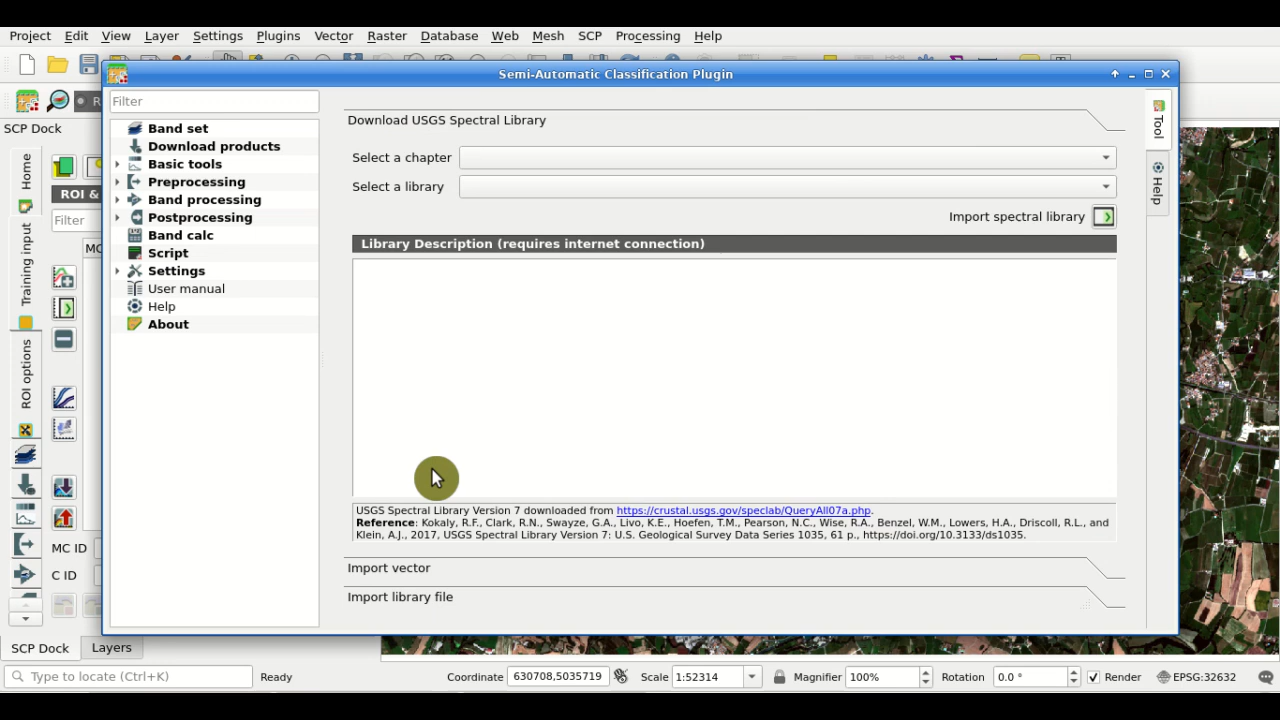 Project Edit View Layer Settings Plugins Vector Raster Database Web Mesh SCP Processing Help
Semi-Automatic Classification Plugin
R
SCP Dock
Home
Training input
ROI options
ROI &
Filter
MC
MC ID
C ID
Filter
Band set
Download products
Basic tools
Preprocessing
Band processing
Postprocessing
Band calc
Script
Settings
User manual
Help
About
Download USGS Spectral Library
Select a chapter
Select a library
Import spectral library
Library Description (requires internet connection)
USGS Spectral Library Version 7 downloaded from https://crustal.usgs.gov/speclab/QueryAll07a.php.
Reference: Kokaly, R.F., Clark, R.N., Swayze, G.A., Livo, K.E., Hoefen, T.M., Pearson, N.C., Wise, R.A., Benzel, W.M., Lowers, H.A., Driscoll, R.L., and
Klein, A.J., 2017, USGS Spectral Library Version 7: U.S. Geological Survey Data Series 1035, 61 p., https://doi.org/10.3133/ds1035.
Import vector
Import library file
Tool
Help
SCP Dock Layers
Type to locate (Ctrl+K) Ready Coordinate 630708,5035719 Scale 1:52314 Magnifier 100% Rotation 0.0 ° Render EPSG:32632